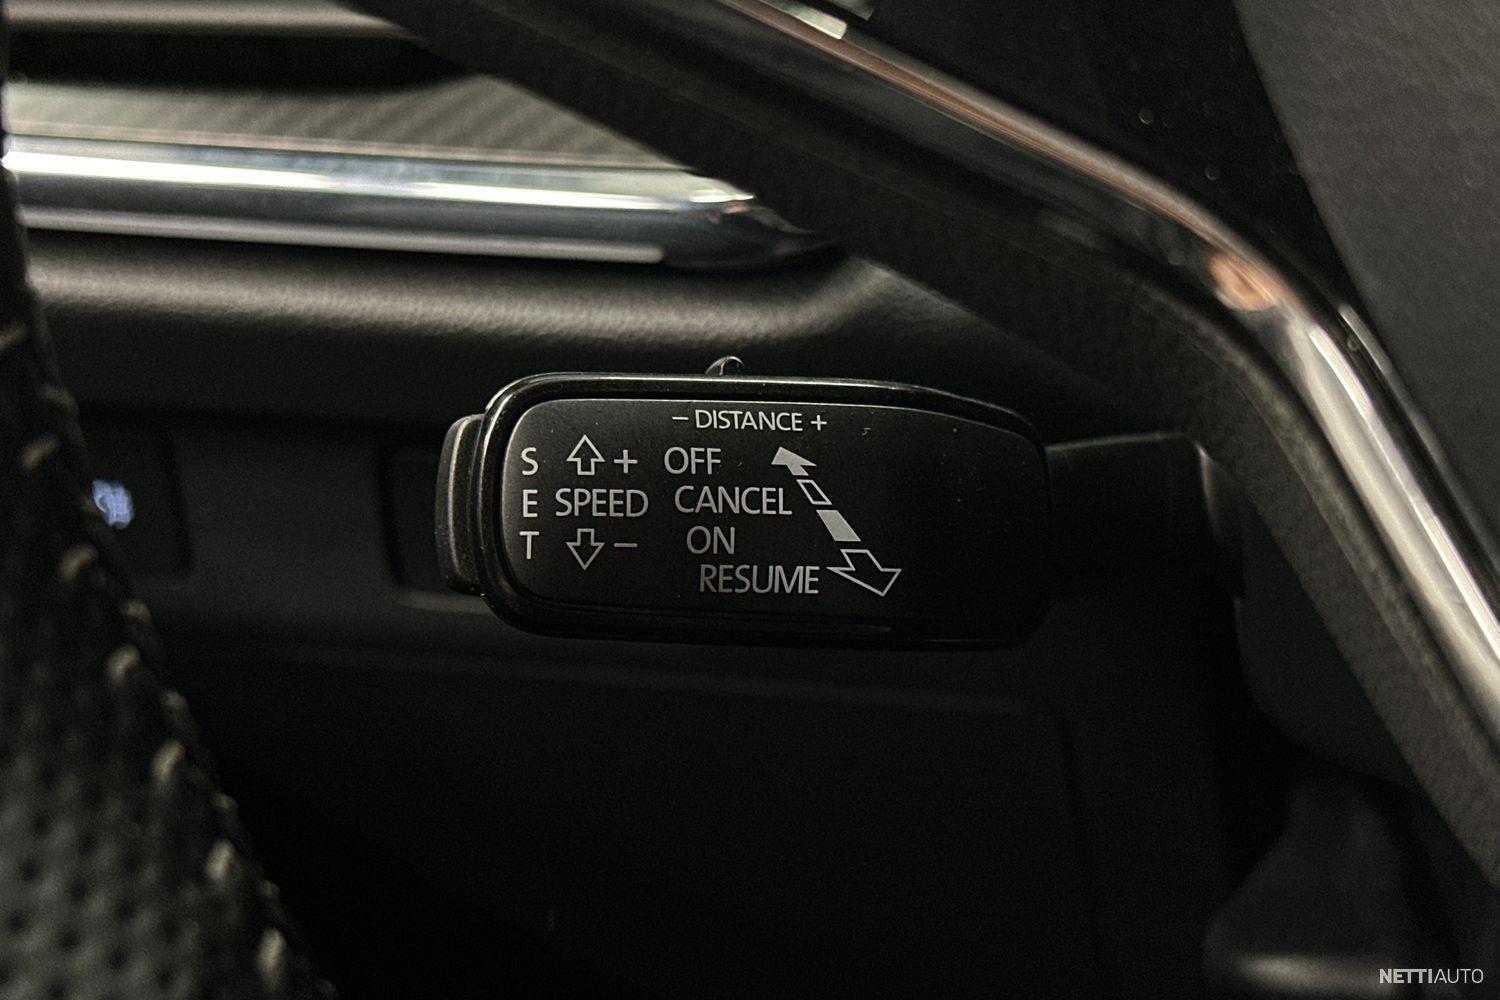 − DISTANCE +
S + OFF
E SPEED CANCEL
T − ON
RESUME
NETTIAUTO